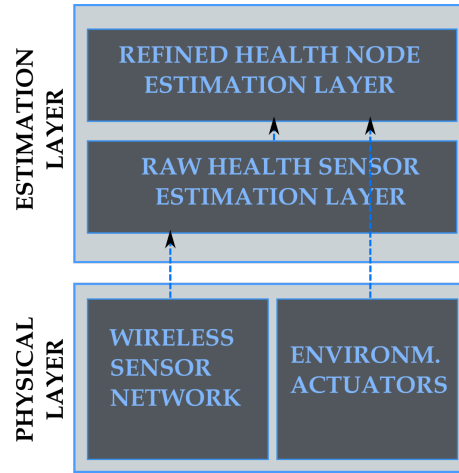 ESTIMATION
LAYER
REFINED HEALTH NODE
ESTIMATION LAYER
RAW HEALTH SENSOR
ESTIMATION LAYER
PHYSICAL
LAYER
WIRELESS
SENSOR
NETWORK
ENVIRONM.
ACTUATORS